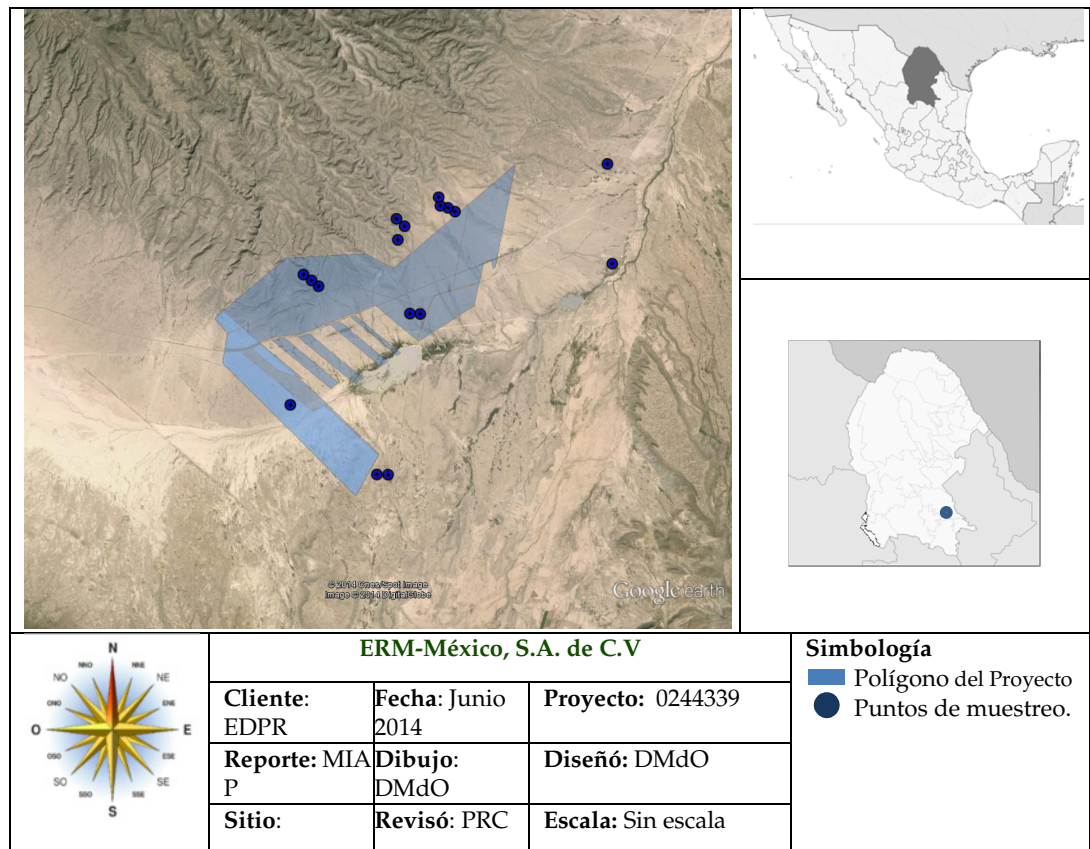 © 2014 Cnes/Spot Image
Image © 2014 DigitalGlobe
Google earth
N
NNO
NNE
NO
NE
ONO
ENE
O
E
OSO
ESE
SO
SE
SSO
SSE
S
ERM-México, S.A. de C.V
Cliente:
EDPR
Fecha: Junio
2014
Proyecto: 0244339
Reporte: MIA
P
Dibujo:
DMdO
Diseñó: DMdO
Sitio:
Revisó: PRC
Escala: Sin escala
Simbología
Polígono del Proyecto
Puntos de muestreo.